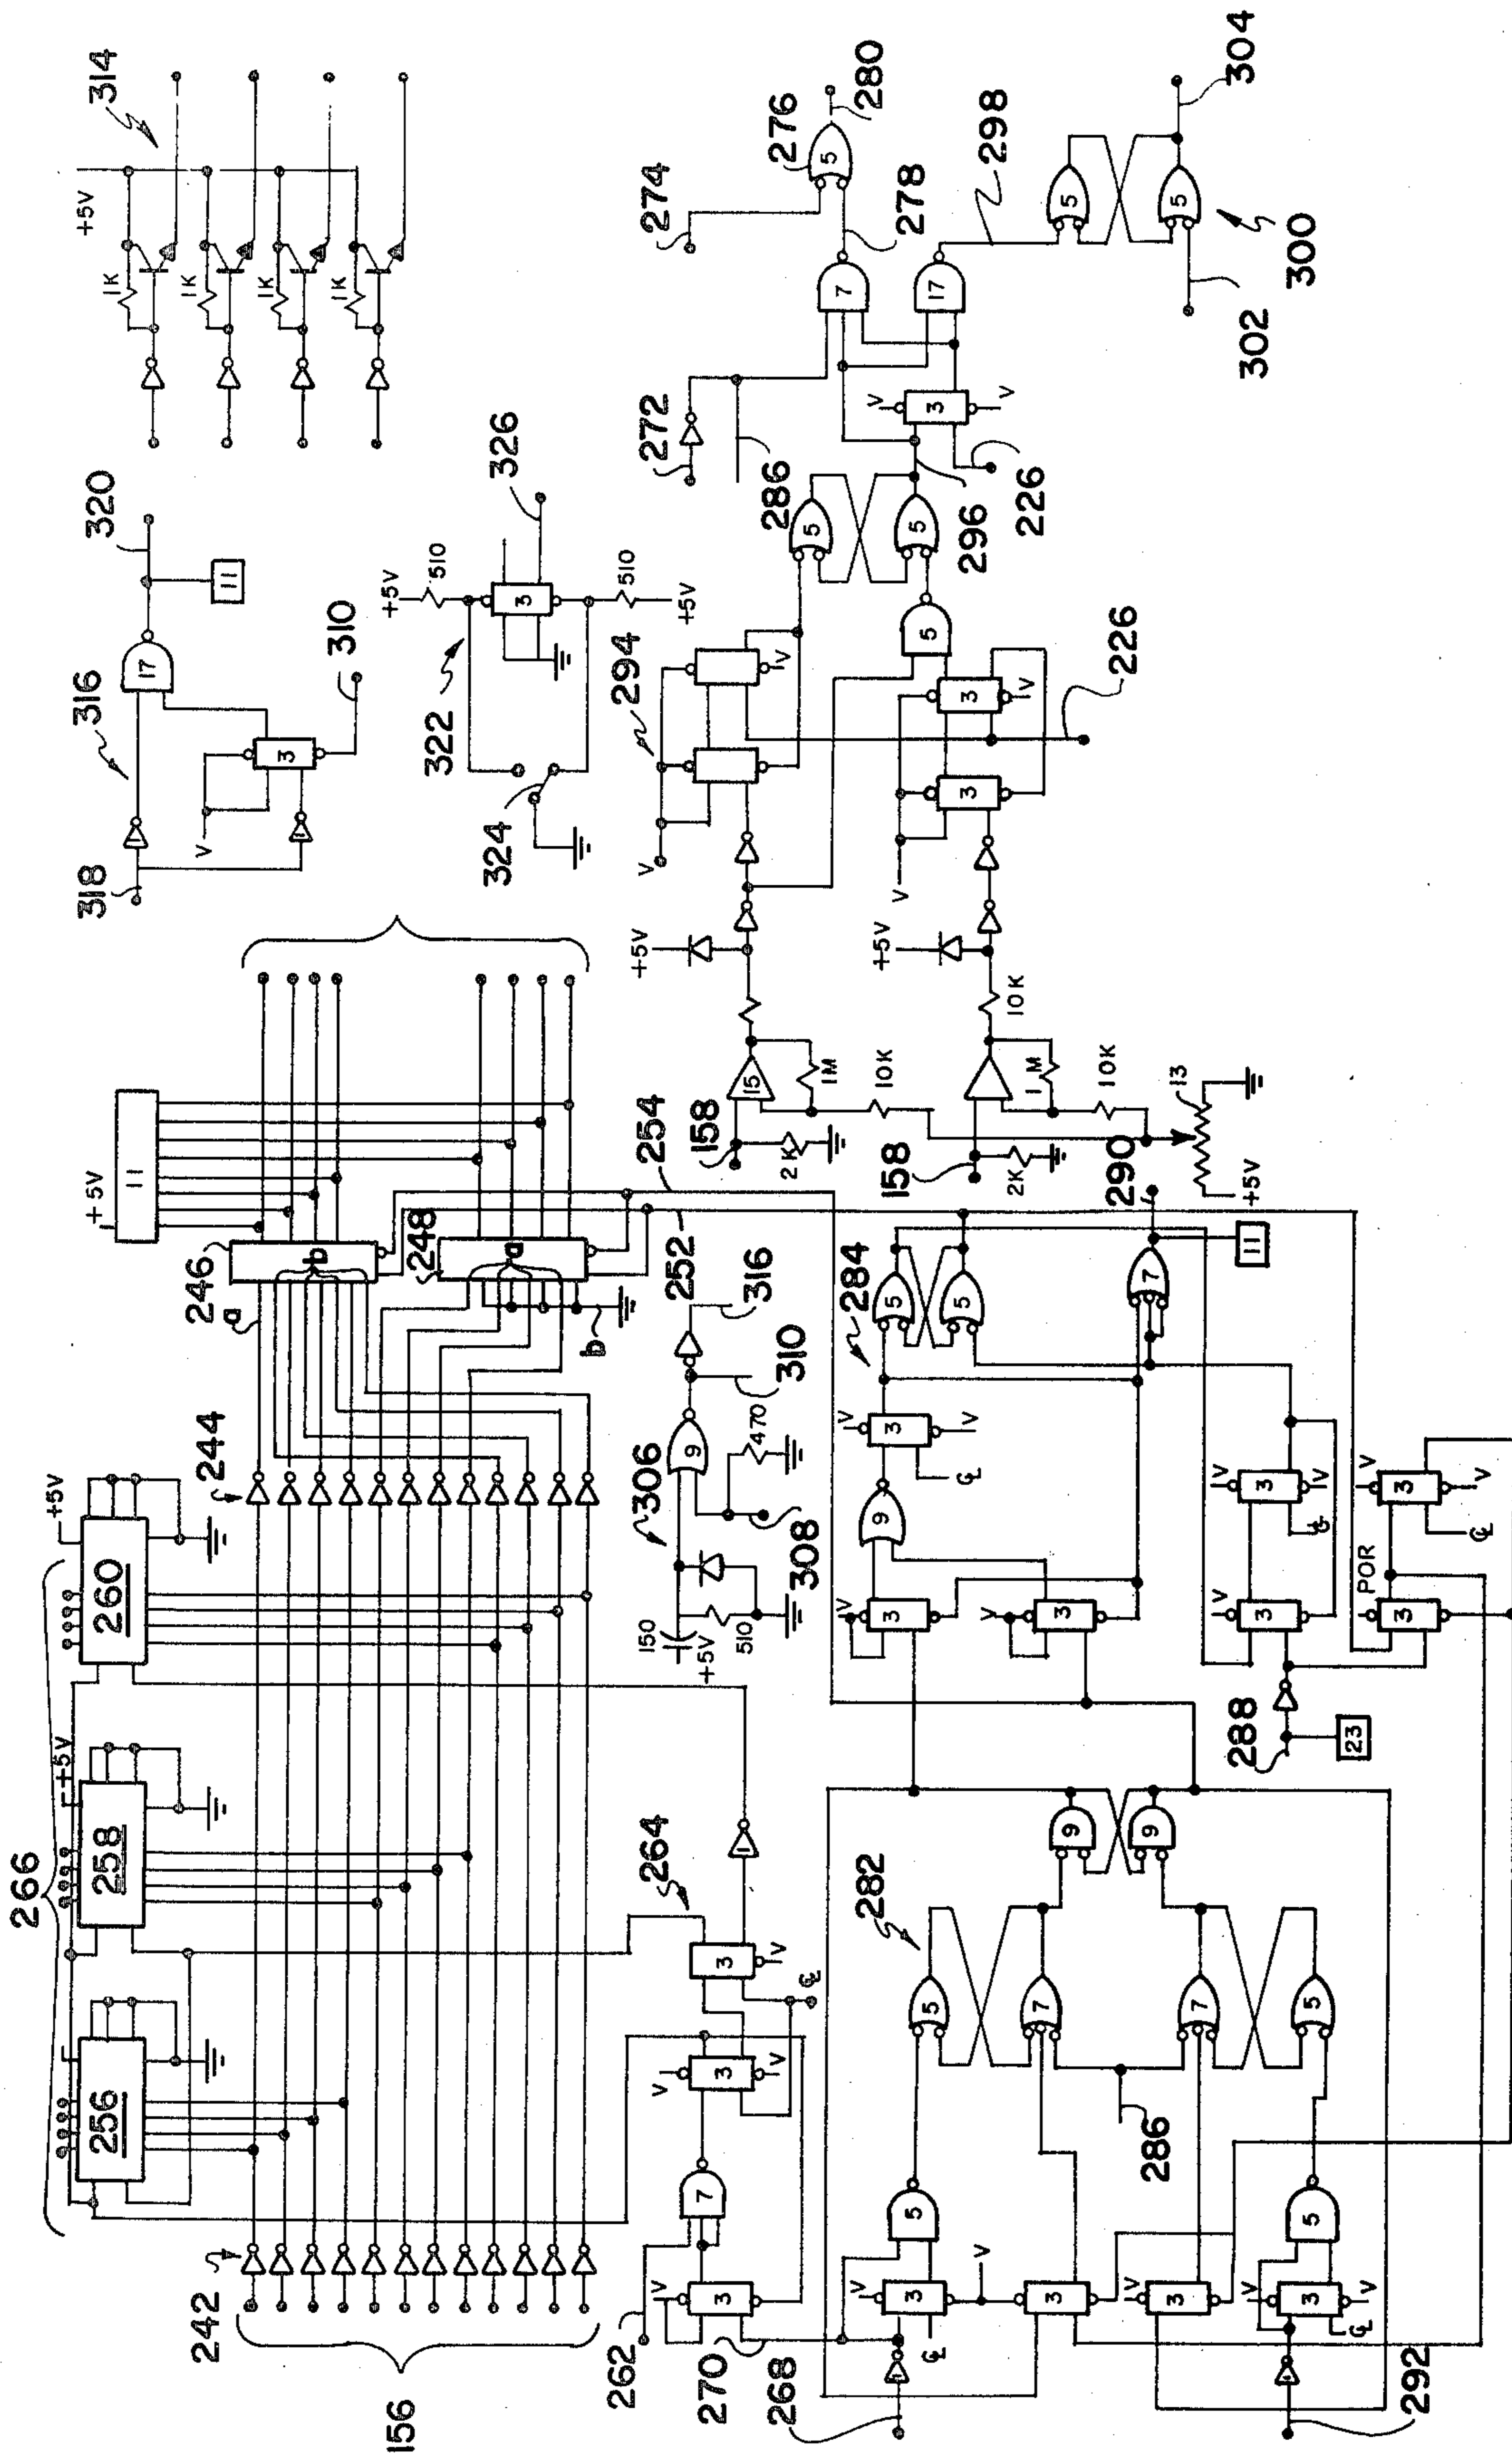 266
+5V
+5V
256
258
260
242
244
156
246
a
b
248
a
b
+5V
11
252
254
262
270
268
264
7
3
3
3
1
℄
V
V
V
V
306
150
+5V
510
9
470
308
310
316
318
316
1
V
3
17
11
320
310
314
+5V
1K
1K
1K
1K
322
324
+5V
510
3
510
+5V
326
158
2K
15
1M
10K
+5V
V
294
V
158
2K
1M
10K
10K
+5V
V
3
3
V
226
290
13
+5V
5
5
5
286
296
272
274
276
5
280
7
278
17
V
3
V
226
298
5
5
300
302
304
282
5
7
7
5
9
9
286
5
5
V
3
℄
V
3
V
3
V
3
℄
V
1
1
292
284
V
3
V
3
9
V
3
℄
V
5
5
7
11
288
23
V
3
V
3
℄
V
POR
3
V
3
℄
V